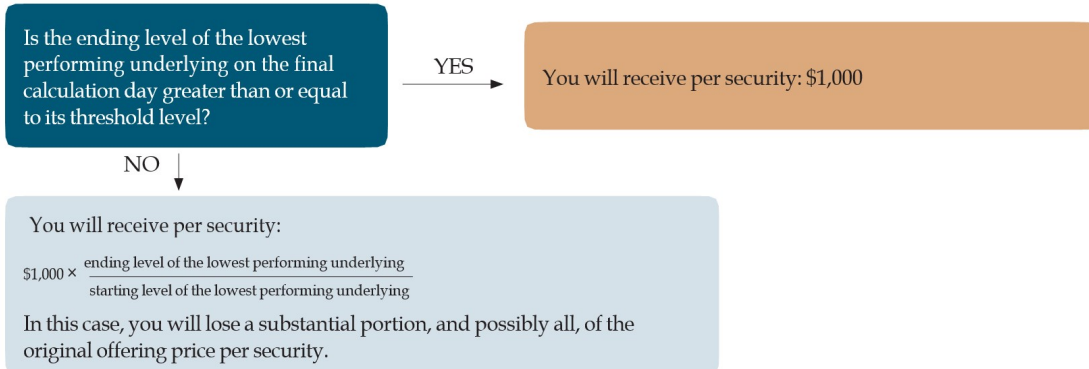 Is the ending level of the lowest
performing underlying on the final
calculation day greater than or equal
to its threshold level?
YES
You will receive per security: $1,000
NO
You will receive per security:
$1,000 × ending level of the lowest performing underlying
starting level of the lowest performing underlying
In this case, you will lose a substantial portion, and possibly all, of the
original offering price per security.